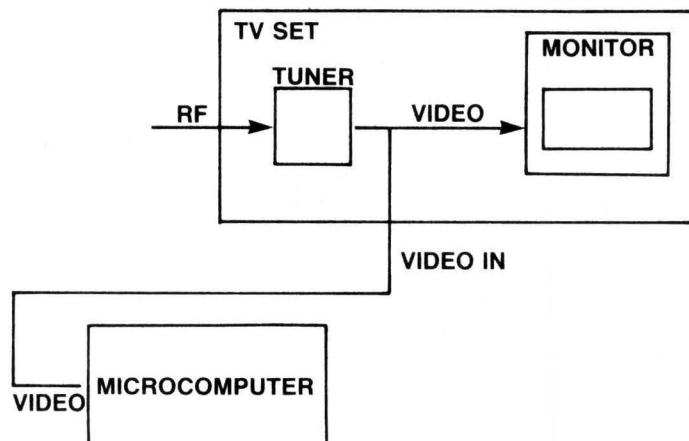 TV SET
MONITOR
TUNER
RF
VIDEO
VIDEO IN
MICROCOMPUTER
VIDEO